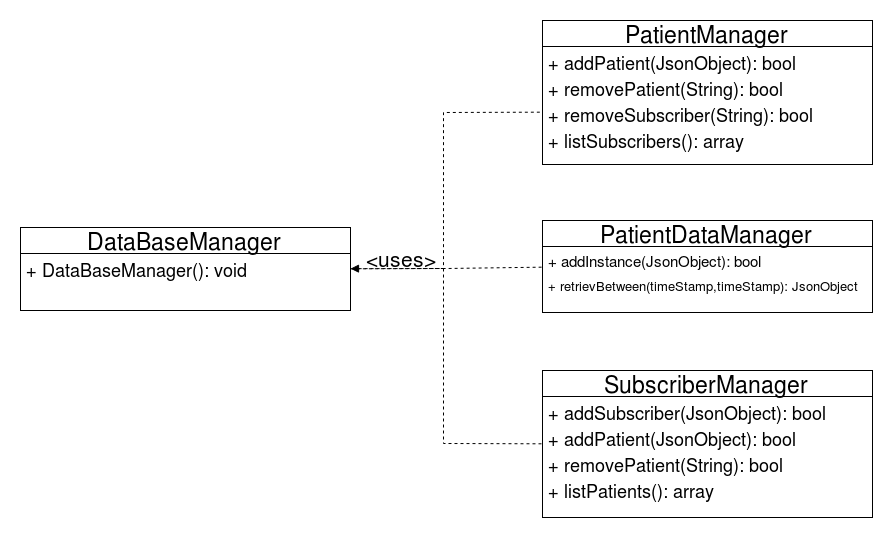 PatientManager
+ addPatient(JsonObject): bool
+ removePatient(String): bool
+ removeSubscriber(String): bool
+ listSubscribers(): array
DataBaseManager
+ DataBaseManager(): void
<uses>
PatientDataManager
+ addInstance(JsonObject): bool
+ retrievBetween(timeStamp,timeStamp): JsonObject
SubscriberManager
+ addSubscriber(JsonObject): bool
+ addPatient(JsonObject): bool
+ removePatient(String): bool
+ listPatients(): array